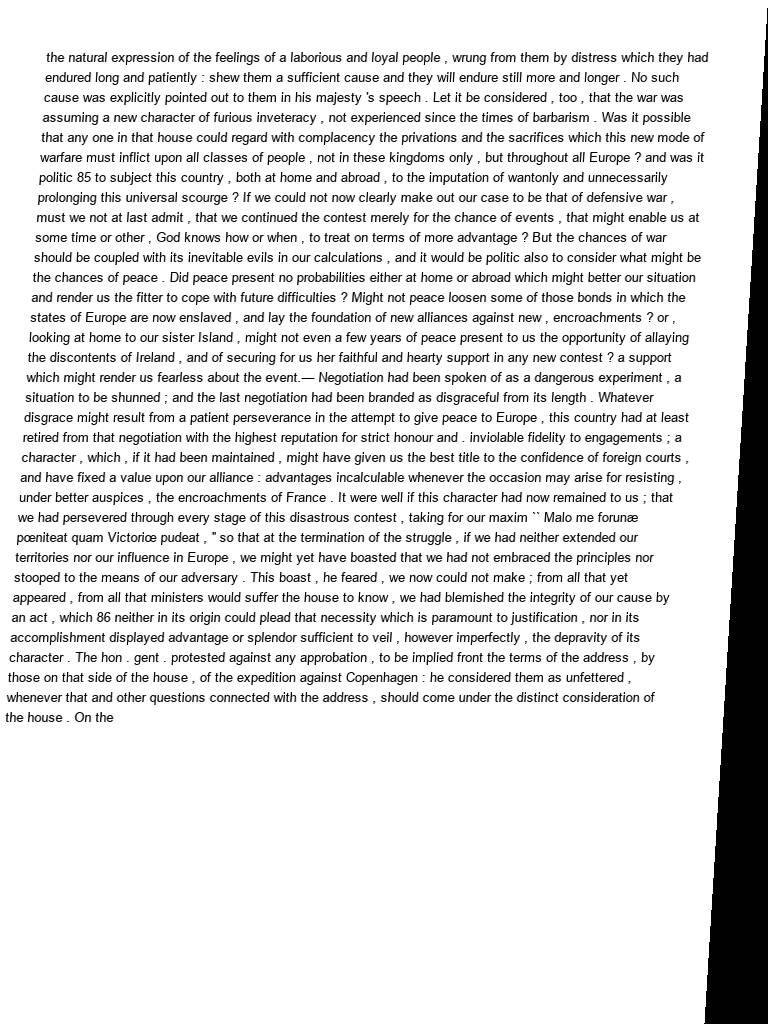 the natural expression of the feelings of a laborious and loyal people , wrung from them by distress which they had
endured long and patiently : shew them a sufficient cause and they will endure still more and longer . No such
cause was explicitly pointed out to them in his majesty 's speech . Let it be considered , too , that the war was
assuming a new character of furious inveteracy , not experienced since the times of barbarism . Was it possible
that any one in that house could regard with complacency the privations and the sacrifices which this new mode of
warfare must inflict upon all classes of people , not in these kingdoms only , but throughout all Europe ? and was it
politic 85 to subject this country , both at home and abroad , to the imputation of wantonly and unnecessarily
prolonging this universal scourge ? If we could not now clearly make out our case to be that of defensive war ,
must we not at last admit , that we continued the contest merely for the chance of events , that might enable us at
some time or other , God knows how or when , to treat on terms of more advantage ? But the chances of war
should be coupled with its inevitable evils in our calculations , and it would be politic also to consider what might be
the chances of peace . Did peace present no probabilities either at home or abroad which might better our situation
and render us the fitter to cope with future difficulties ? Might not peace loosen some of those bonds in which the
states of Europe are now enslaved , and lay the foundation of new alliances against new , encroachments ? or ,
looking at home to our sister Island , might not even a few years of peace present to us the opportunity of allaying
the discontents of Ireland , and of securing for us her faithful and hearty support in any new contest ? a support
which might render us fearless about the event.— Negotiation had been spoken of as a dangerous experiment , a
situation to be shunned ; and the last negotiation had been branded as disgraceful from its length . Whatever
disgrace might result from a patient perseverance in the attempt to give peace to Europe , this country had at least
retired from that negotiation with the highest reputation for strict honour and . inviolable fidelity to engagements ; a
character , which , if it had been maintained , might have given us the best title to the confidence of foreign courts ,
and have fixed a value upon our alliance : advantages incalculable whenever the occasion may arise for resisting ,
under better auspices , the encroachments of France . It were well if this character had now remained to us ; that
we had persevered through every stage of this disastrous contest , taking for our maxim `` Malo me forunæ
pœniteat quam Victoriœ pudeat , '' so that at the termination of the struggle , if we had neither extended our
territories nor our influence in Europe , we might yet have boasted that we had not embraced the principles nor
stooped to the means of our adversary . This boast , he feared , we now could not make ; from all that yet
appeared , from all that ministers would suffer the house to know , we had blemished the integrity of our cause by
an act , which 86 neither in its origin could plead that necessity which is paramount to justification , nor in its
accomplishment displayed advantage or splendor sufficient to veil , however imperfectly , the depravity of its
character . The hon . gent . protested against any approbation , to be implied front the terms of the address , by
those on that side of the house , of the expedition against Copenhagen : he considered them as unfettered ,
whenever that and other questions connected with the address , should come under the distinct consideration of
the house . On the